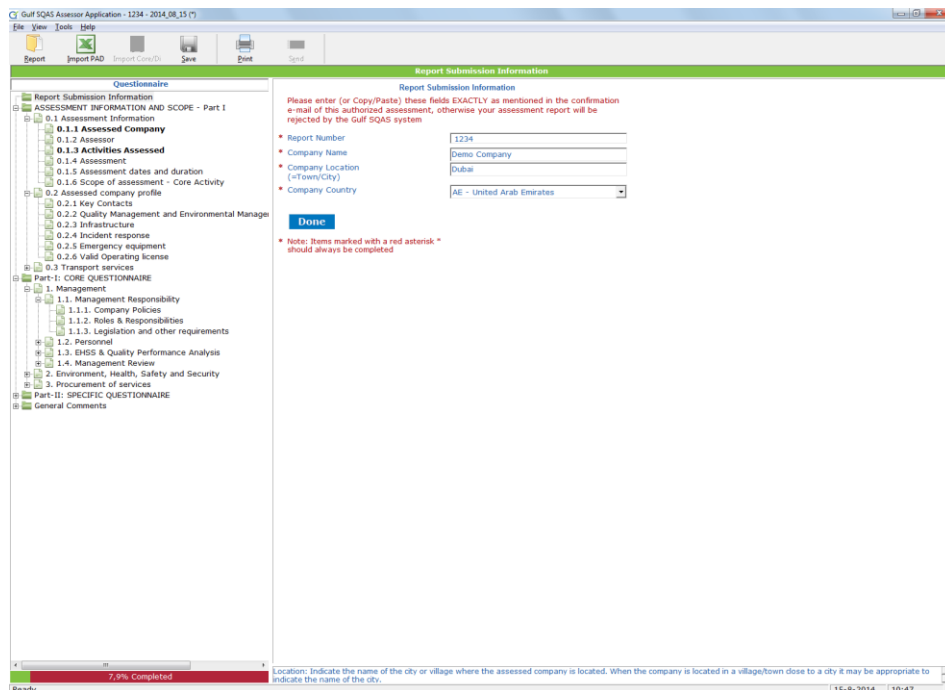 Gulf SQAS Assessor Application - 1234 - 2014_08_15 (*)
File View Tools Help
Report Import PAD Import Core/Di Save Print Send
Report Submission Information
Questionnaire
Report Submission Information
ASSESSMENT INFORMATION AND SCOPE - Part I
0.1 Assessment Information
0.1.1 Assessed Company
0.1.2 Assessor
0.1.3 Activities Assessed
0.1.4 Assessment
0.1.5 Assessment dates and duration
0.1.6 Scope of assessment - Core Activity
0.2 Assessed company profile
0.2.1 Key Contacts
0.2.2 Quality Management and Environmental Manage
0.2.3 Infrastructure
0.2.4 Incident response
0.2.5 Emergency equipment
0.2.6 Valid Operating license
0.3 Transport services
Part-I: CORE QUESTIONNAIRE
1. Management
1.1. Management Responsibility
1.1.1. Company Policies
1.1.2. Roles & Responsibilities
1.1.3. Legislation and other requirements
1.2. Personnel
1.3. EHSS & Quality Performance Analysis
1.4. Management Review
2. Environment, Health, Safety and Security
3. Procurement of services
Part-II: SPECIFIC QUESTIONNAIRE
General Comments
7,9% Completed
Ready
Report Submission Information
Please enter (or Copy/Paste) these fields EXACTLY as mentioned in the confirmation
e-mail of this authorized assessment, otherwise your assessment report will be
rejected by the Gulf SQAS system
* Report Number 1234
* Company Name Demo Company
* Company Location Dubai
(=Town/City)
* Company Country AE - United Arab Emirates
Done
* Note: Items marked with a red asterisk *
should always be completed
Location: Indicate the name of the city or village where the assessed company is located. When the company is located in a village/town close to a city it may be appropriate to
indicate the name of the city.
15-8-2014 10:47